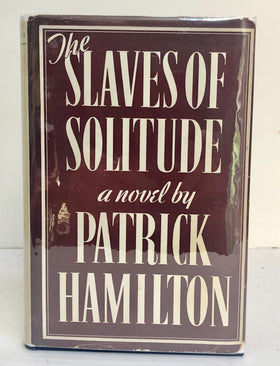 The
SLAVES OF
SOLITUDE
a novel by
PATRICK
HAMILTON